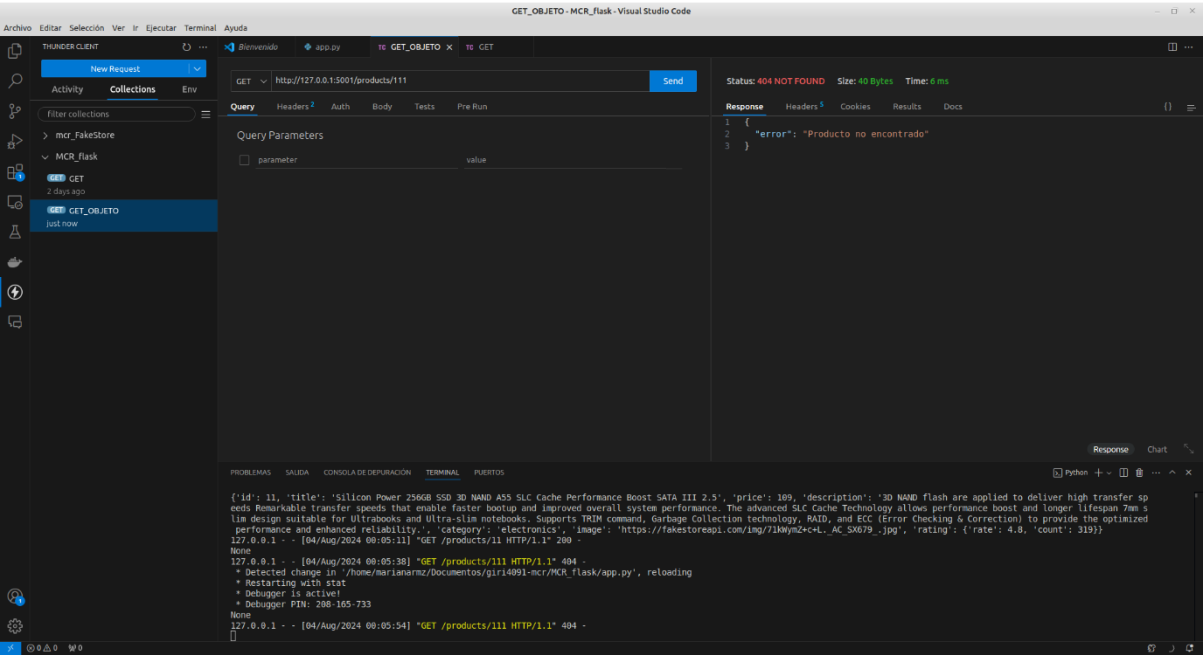 GET_OBJETO - MCR_flask - Visual Studio Code
Archivo Editar Selección Ver Ir Ejecutar Terminal Ayuda
THUNDER CLIENT
Bienvenido
app.py
TC GET_OBJETO
TC GET
New Request
Activity Collections Env
filter collections
mcr_FakeStore
MCR_flask
GET GET
2 days ago
GET GET_OBJETO
just now
GET http://127.0.0.1:5001/products/111 Send
Query Headers 2 Auth Body Tests Pre Run
Query Parameters
parameter value
Status: 404 NOT FOUND Size: 40 Bytes Time: 6 ms
Response Headers 5 Cookies Results Docs {}
1 {
2 "error": "Producto no encontrado"
3 }
Response Chart
PROBLEMAS SALIDA CONSOLA DE DEPURACIÓN TERMINAL PUERTOS
Python
{'id': 11, 'title': 'Silicon Power 256GB SSD 3D NAND A55 SLC Cache Performance Boost SATA III 2.5', 'price': 109, 'description': '3D NAND flash are applied to deliver high transfer sp
eeds Remarkable transfer speeds that enable faster bootup and improved overall system performance. The advanced SLC Cache Technology allows performance boost and longer lifespan 7mm s
lim design suitable for Ultrabooks and Ultra-slim notebooks. Supports TRIM command, Garbage Collection technology, RAID, and ECC (Error Checking & Correction) to provide the optimized
performance and enhanced reliability.', 'category': 'electronics', 'image': 'https://fakestoreapi.com/img/71kWymZ+c+L._AC_SX679_.jpg', 'rating': {'rate': 4.8, 'count': 319}}
127.0.0.1 - - [04/Aug/2024 00:05:11] "GET /products/11 HTTP/1.1" 200 -
None
127.0.0.1 - - [04/Aug/2024 00:05:38] "GET /products/111 HTTP/1.1" 404 -
* Detected change in '/home/marianarmz/Documentos/giri4091-mcr/MCR_flask/app.py', reloading
* Restarting with stat
* Debugger is active!
* Debugger PIN: 208-165-733
None
127.0.0.1 - - [04/Aug/2024 00:05:54] "GET /products/111 HTTP/1.1" 404 -
0 0 0